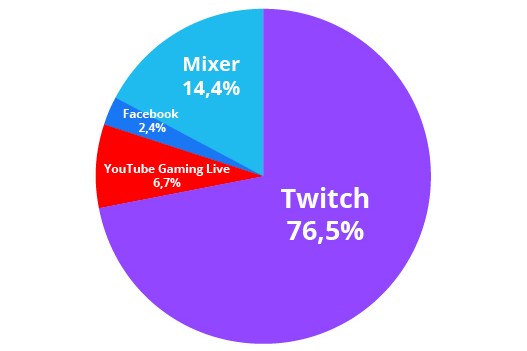 Mixer
14,4%
Facebook
2,4%
YouTube Gaming Live
6,7%
Twitch
76,5%